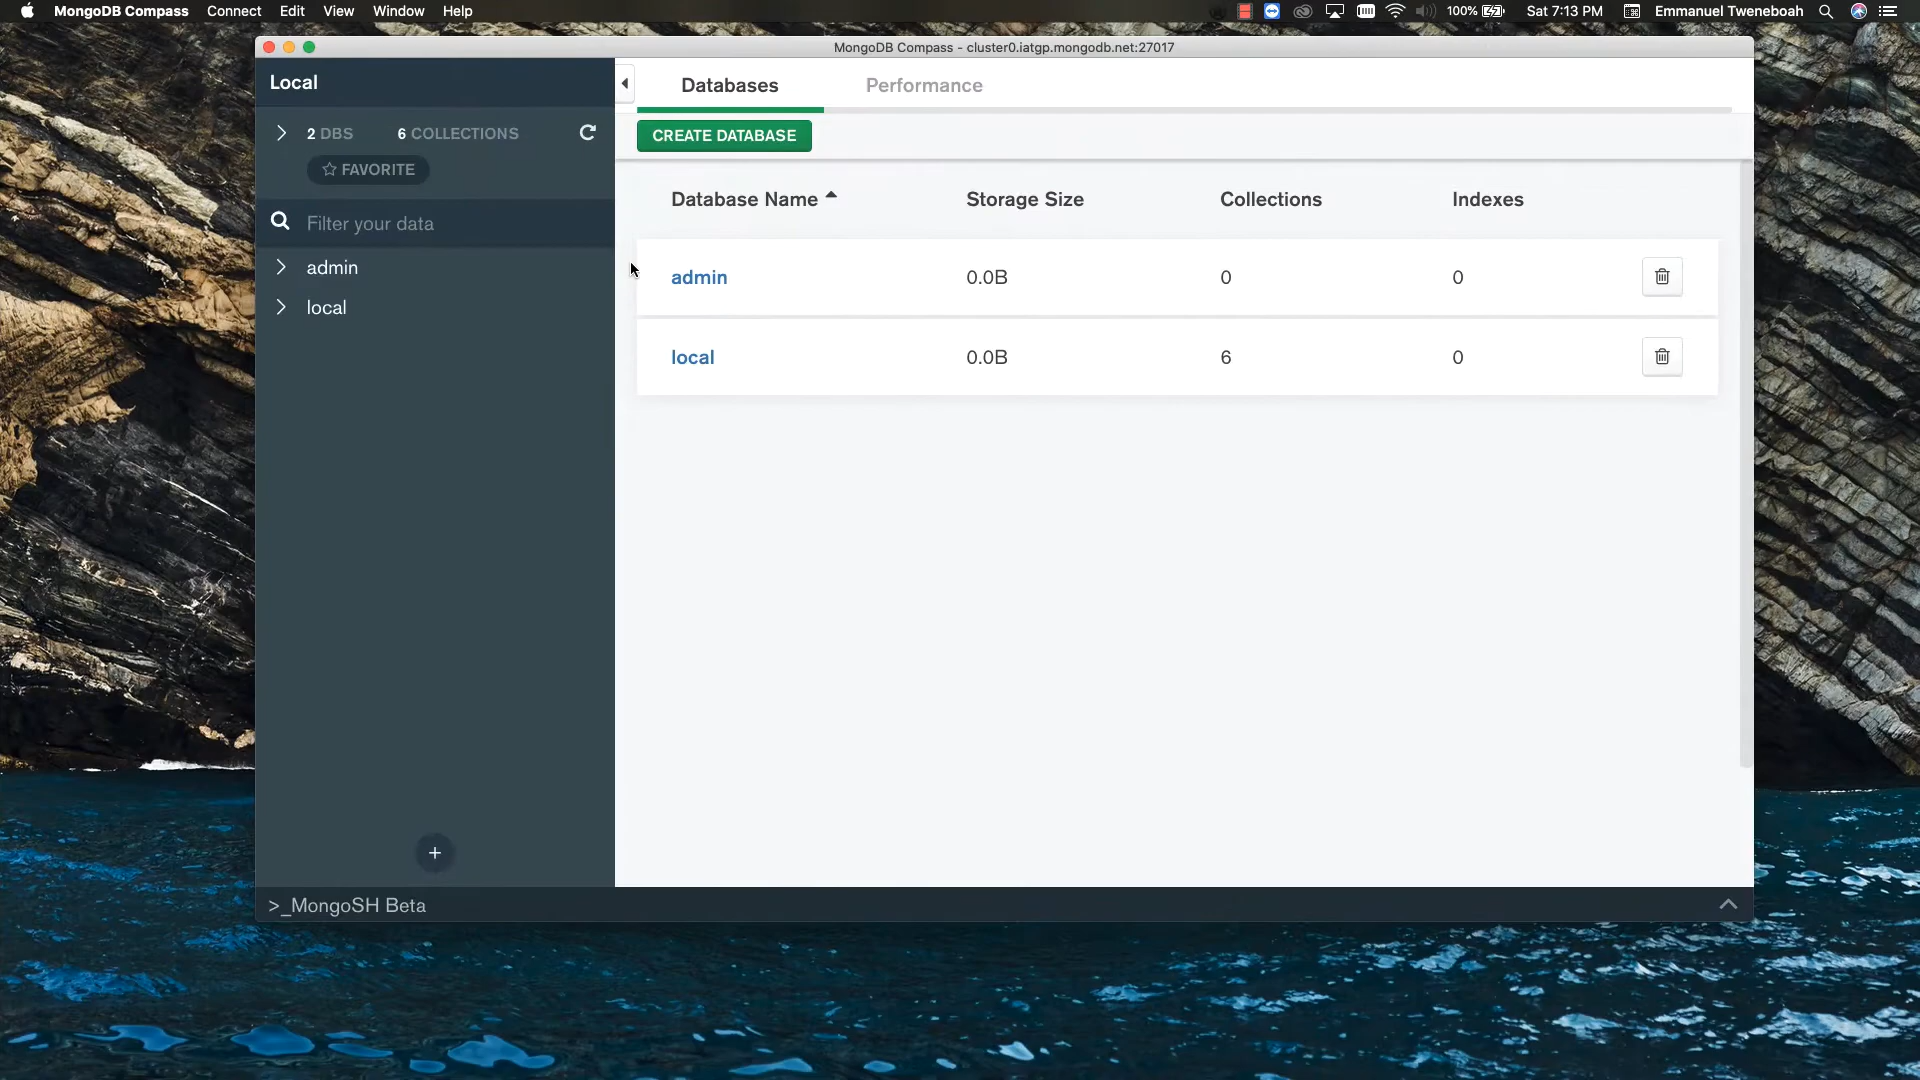 MongoDB Compass Connect Edit View Window Help 100% Sat 7:13 PM Emmanuel Tweneboah
MongoDB Compass - cluster0.iatgp.mongodb.net:27017
Local
Databases Performance
2 DBS 6 COLLECTIONS
CREATE DATABASE
FAVORITE
Database Name Storage Size Collections Indexes
Filter your data
admin
admin 0.0B 0 0
local
local 0.0B 6 0
+
>_MongoSH Beta